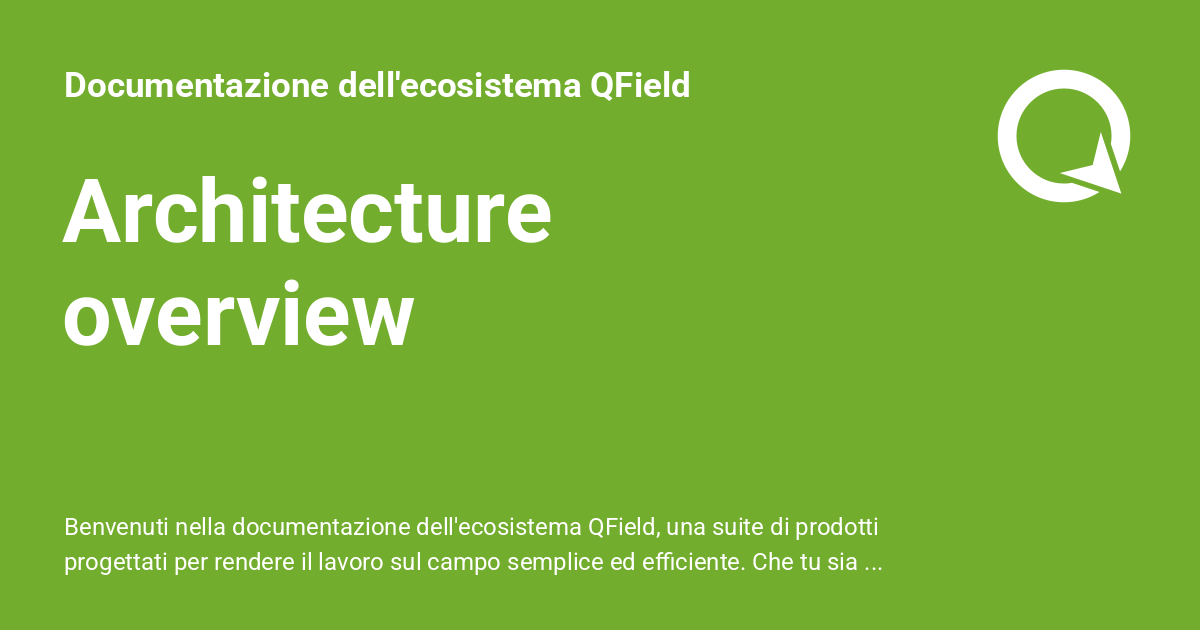 Documentazione dell'ecosistema QField
Architecture
overview
Benvenuti nella documentazione dell'ecosistema QField, una suite di prodotti
progettati per rendere il lavoro sul campo semplice ed efficiente. Che tu sia ...